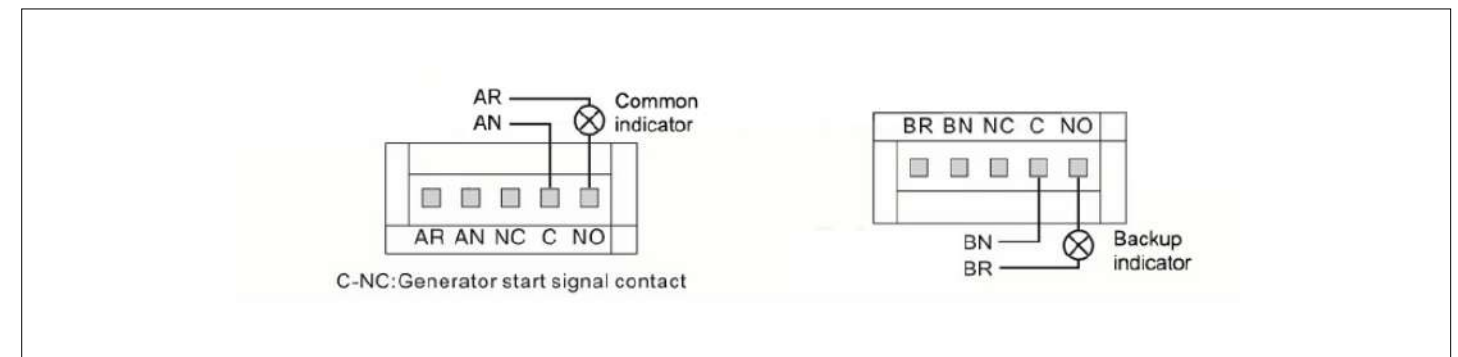 AR
AN
Common
indicator
AR AN NC C NO
C-NC:Generator start signal contact
BR BN NC C NO
BN
BR
Backup
indicator